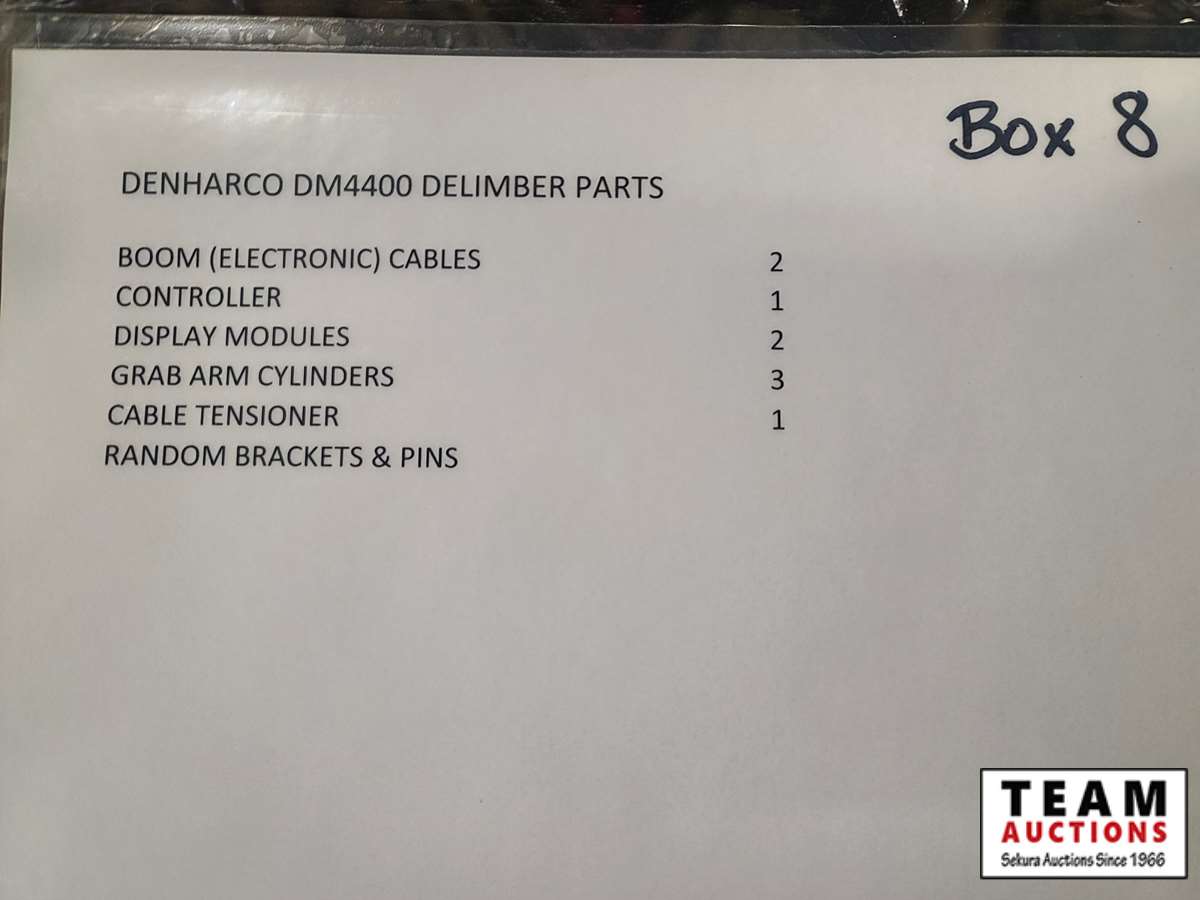 Box 8
DENHARCO DM4400 DELIMBER PARTS
BOOM (ELECTRONIC) CABLES 2
CONTROLLER 1
DISPLAY MODULES 2
GRAB ARM CYLINDERS 3
CABLE TENSIONER 1
RANDOM BRACKETS & PINS
TEAM
AUCTIONS
Sekura Auctions Since 1966